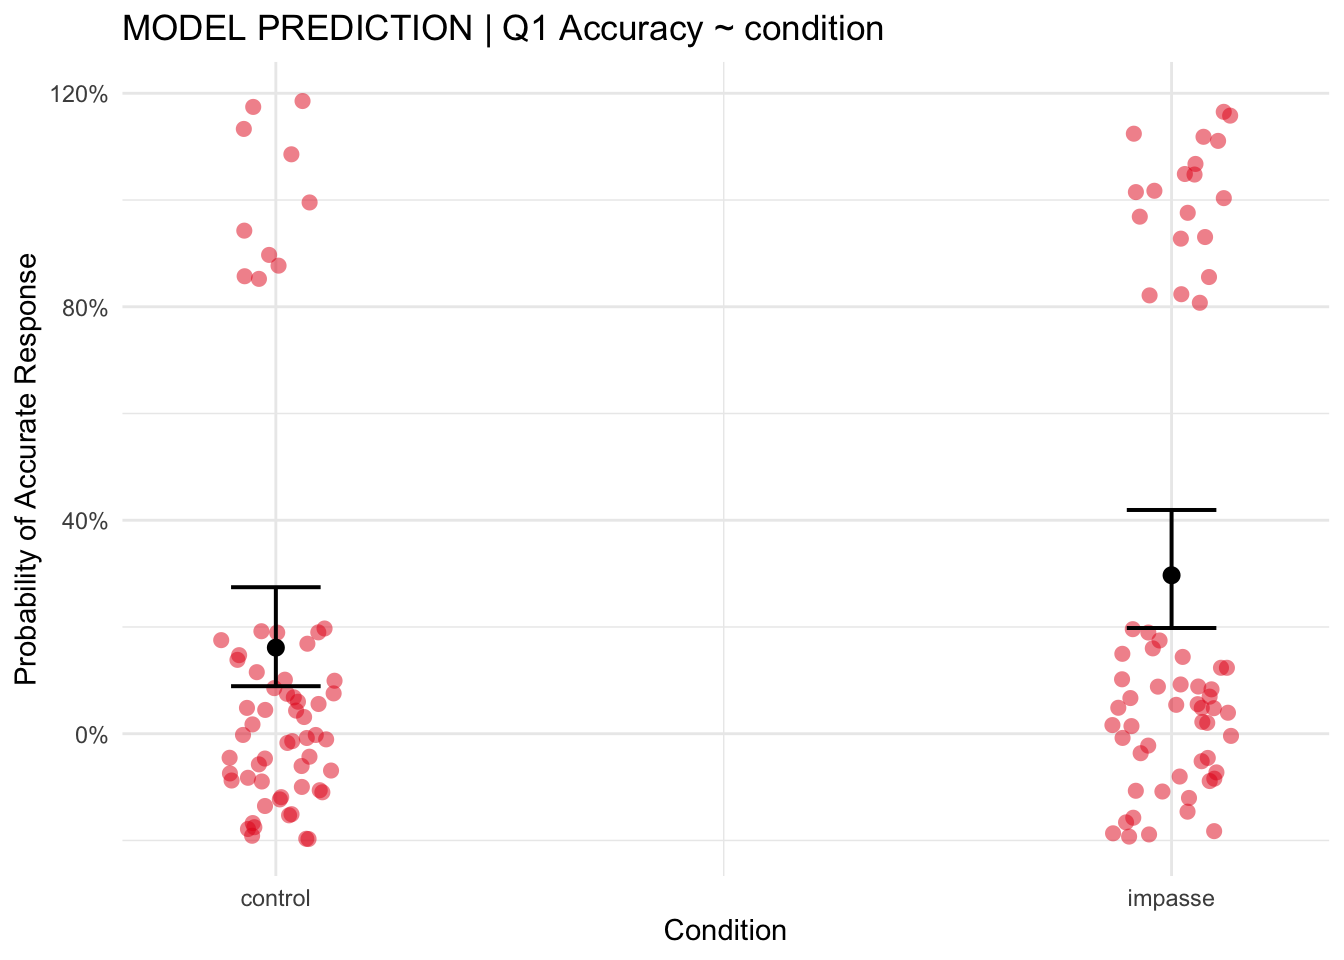 MODEL PREDICTION | Q1 Accuracy ~ condition
120%
80%
40%
0%
Probability of Accurate Response
control
impasse
Condition